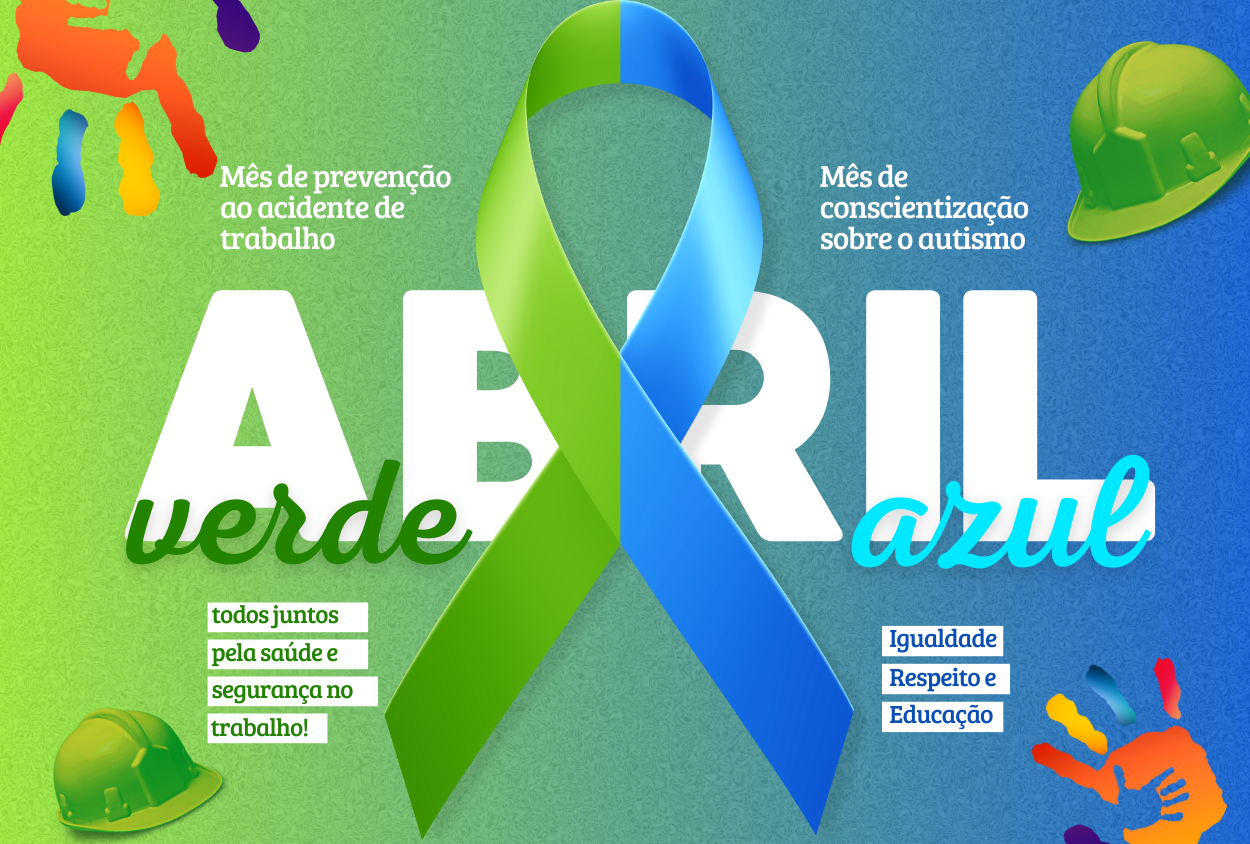 Mês de prevenção
ao acidente de
trabalho
Mês de
conscientização
sobre o autismo
ABRIL
verde
azul
todos juntos
pela saúde e
segurança no
trabalho!
Igualdade
Respeito e
Educação